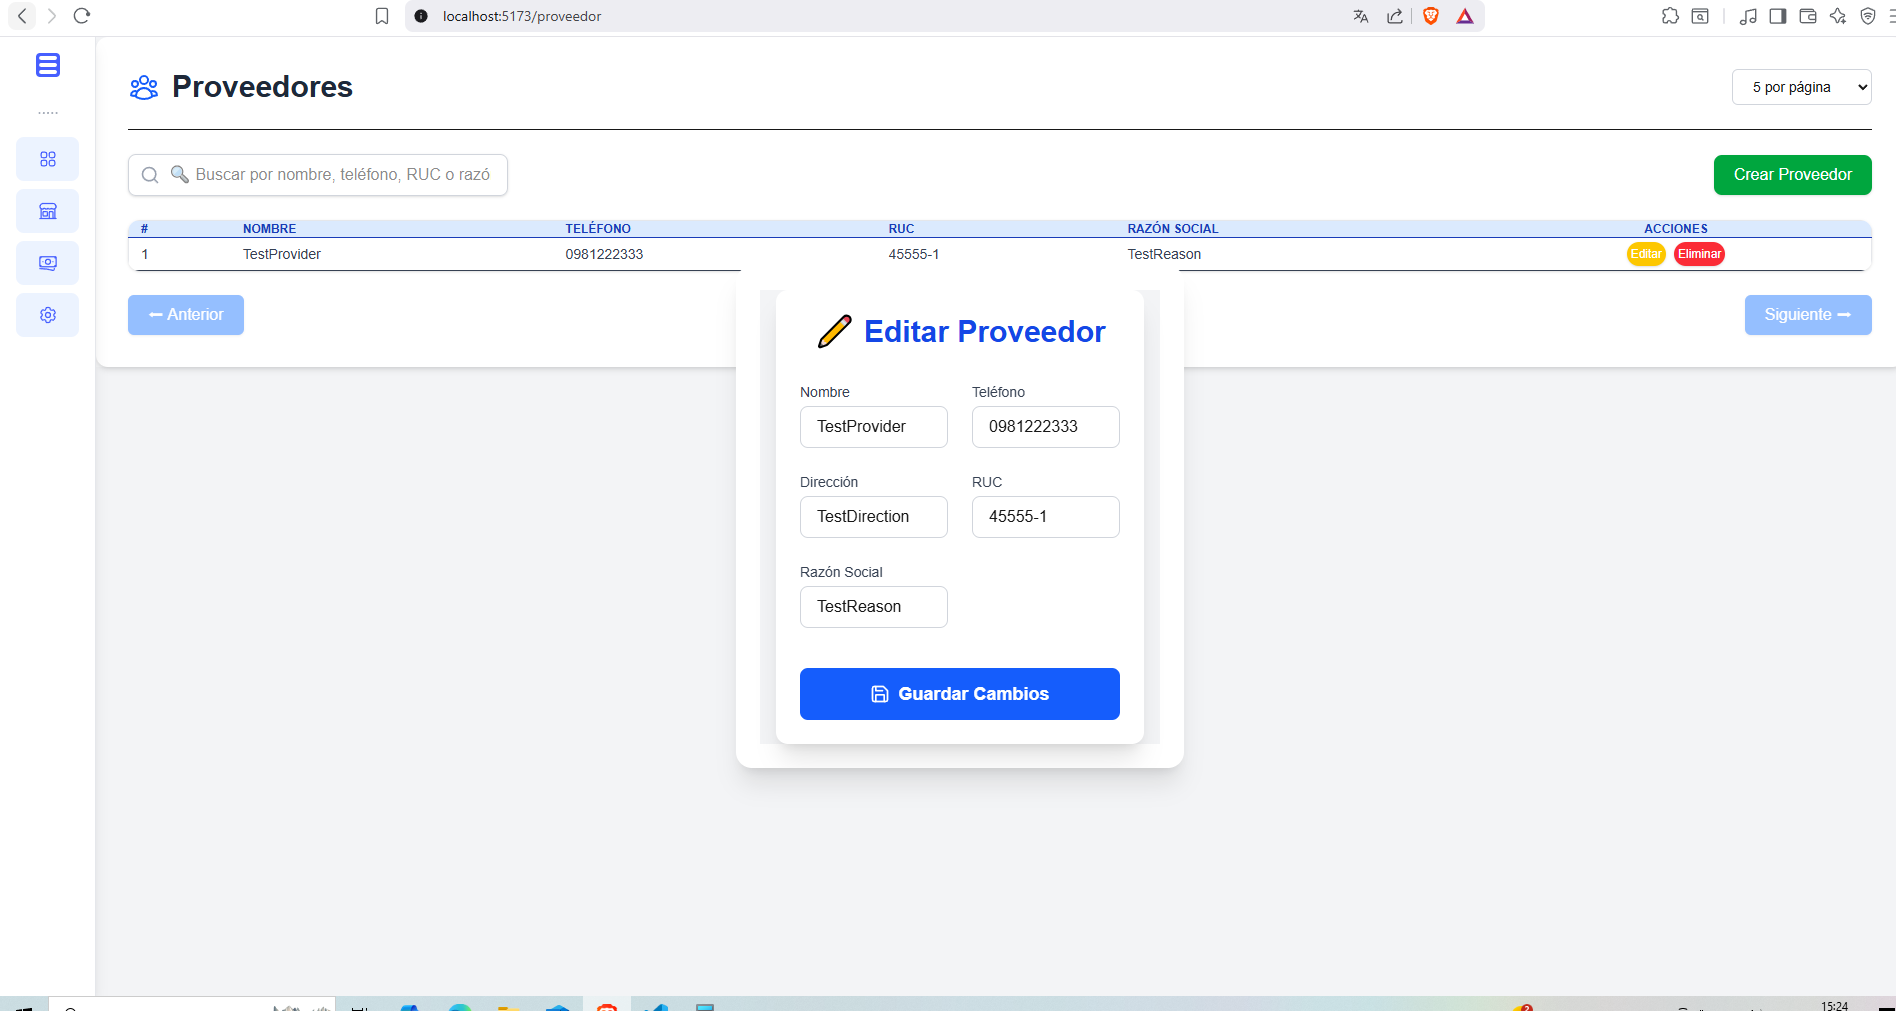 localhost:5173/proveedor
Proveedores
5 por página
Buscar por nombre, teléfono, RUC o razó
Crear Proveedor
# NOMBRE TELÉFONO RUC RAZÓN SOCIAL ACCIONES
1 TestProvider 0981222333 45555-1 TestReason Editar Eliminar
Anterior
Siguiente
Editar Proveedor
Nombre Teléfono
TestProvider 0981222333
Dirección RUC
TestDirection 45555-1
Razón Social
TestReason
Guardar Cambios
2
15:24